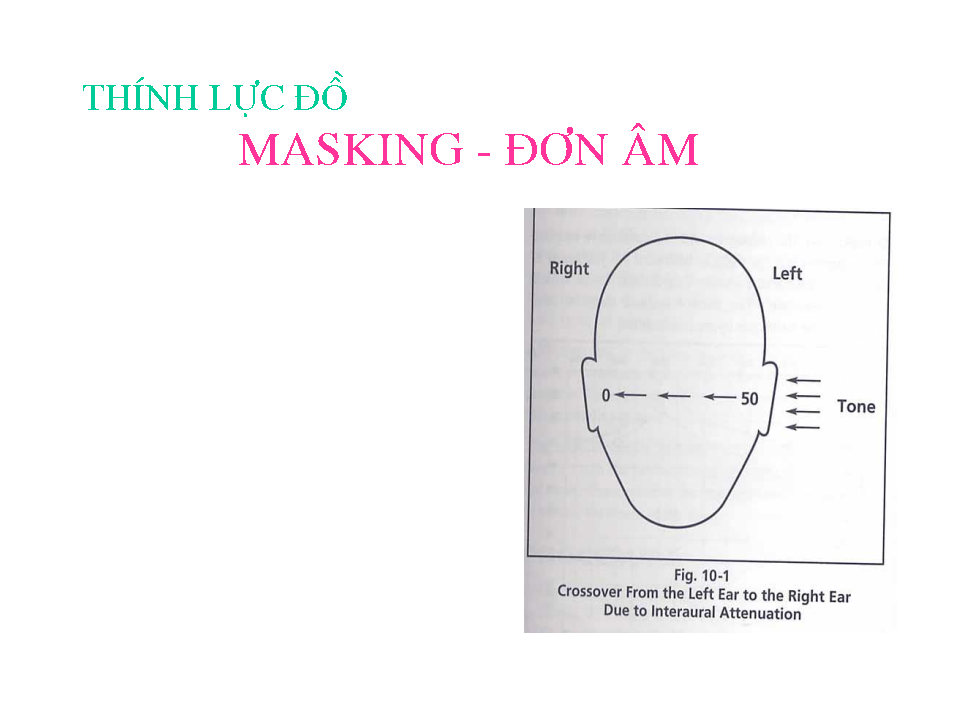 THÍNH LỰC ĐỒ
MASKING - ĐƠN ÂM
Right
Left
0
50
Tone
Fig. 10-1
Crossover From the Left Ear to the Right Ear
Due to Interaural Attenuation